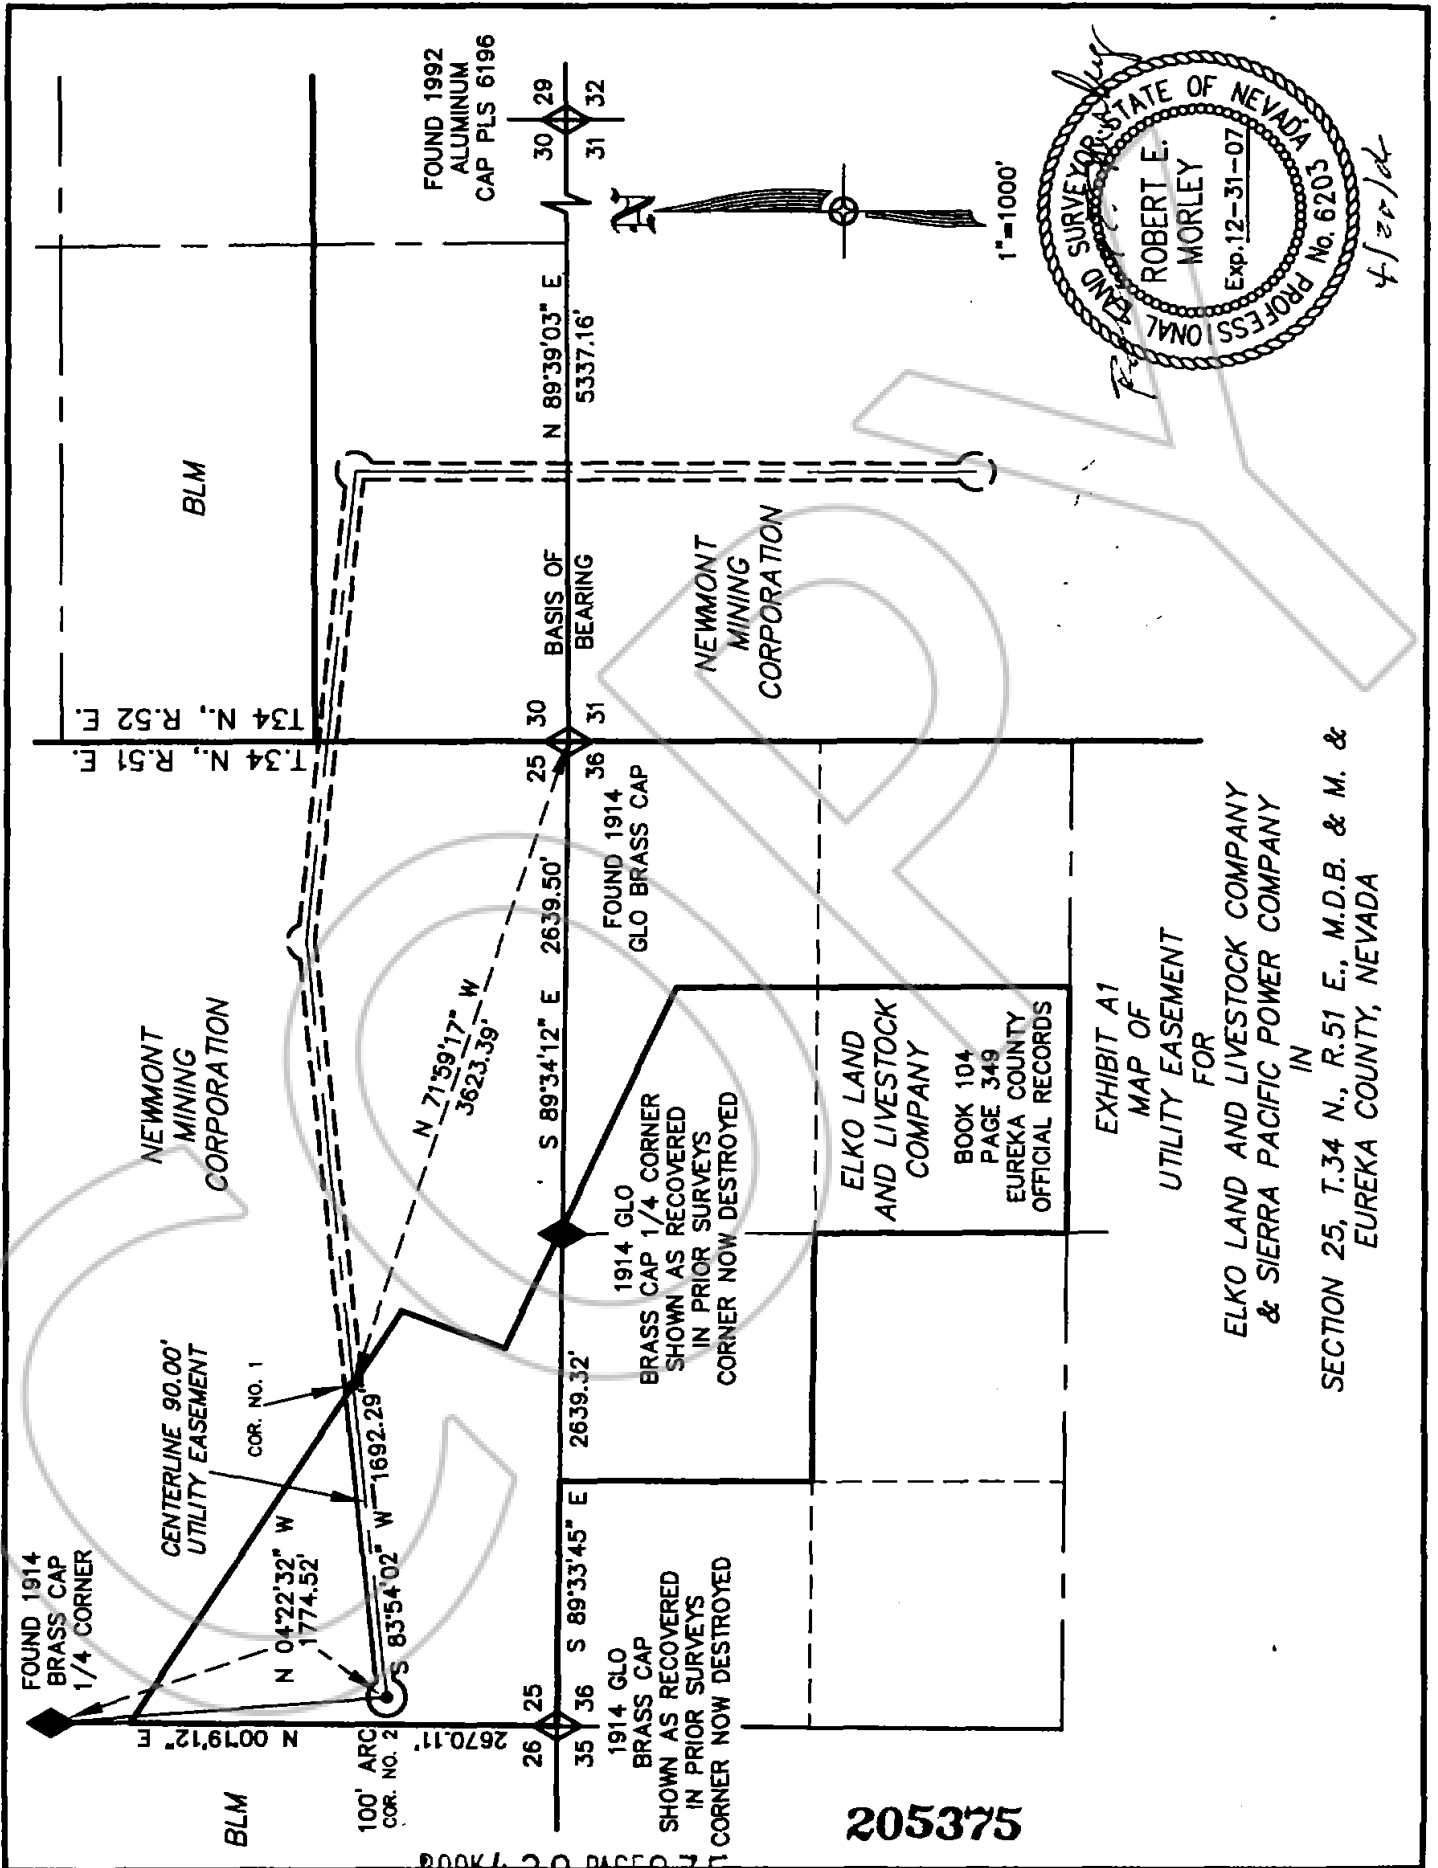 FOUND 1914
BRASS CAP
1/4 CORNER
CENTERLINE 90.00'
UTILITY EASEMENT
COR. NO. 1
NEWMONT
MINING
CORPORATION
T.34 N., R.51 E.
T34 N., R.52 E.
BLM
FOUND 1992
ALUMINUM
CAP PLS 6196
30 29
31 32
N
1"=1000'
BLM
N 00°19'12" E
2670.11'
N 04°22'32" W
1774.52'
100' ARC
COR. NO. 2
S 83°54'02" W 1692.29'
N 71°59'17" W
3623.39'
26 25
35 36
S 89°33'45" E 2639.32'
S 89°34'12" E 2639.50'
25 30
36 31
BASIS OF
BEARING
N 89°39'03" E
5337.16'
1914 GLO
BRASS CAP
SHOWN AS RECOVERED
IN PRIOR SURVEYS
CORNER NOW DESTROYED
1914 GLO
BRASS CAP 1/4 CORNER
SHOWN AS RECOVERED
IN PRIOR SURVEYS
CORNER NOW DESTROYED
FOUND 1914
GLO BRASS CAP
NEWMONT
MINING
CORPORATION
ELKO LAND
AND LIVESTOCK
COMPANY
BOOK 104
PAGE 349
EUREKA COUNTY
OFFICIAL RECORDS
EXHIBIT A1
MAP OF
UTILITY EASEMENT
FOR
ELKO LAND AND LIVESTOCK COMPANY
& SIERRA PACIFIC POWER COMPANY
IN
SECTION 25, T.34 N., R.51 E., M.D.B. & M. &
EUREKA COUNTY, NEVADA
PROFESSIONAL LAND SURVEYOR STATE OF NEVADA
ROBERT E.
MORLEY
Exp.12-31-07
No. 6203
205375
COPY